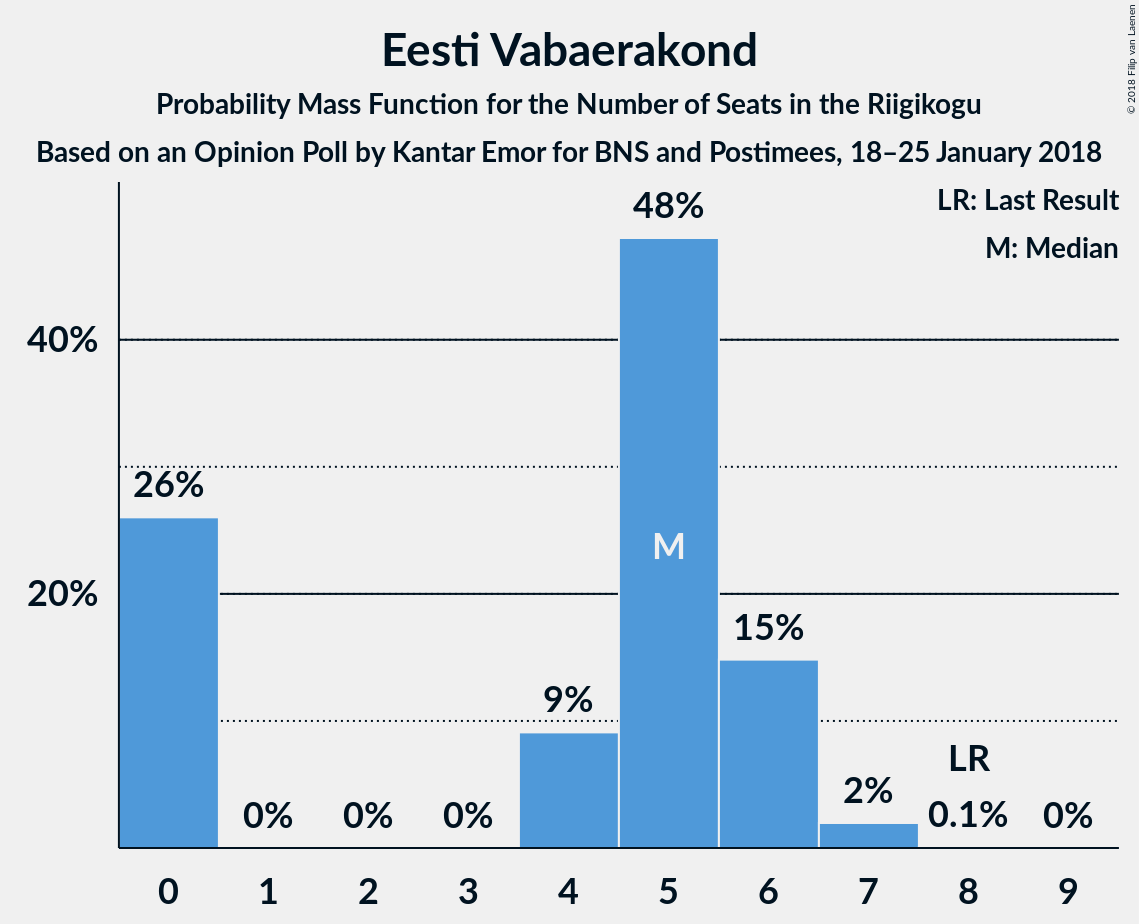 Eesti Vabaerakond
Probability Mass Function for the Number of Seats in the Riigikogu
Based on an Opinion Poll by Kantar Emor for BNS and Postimees, 18–25 January 2018
© 2018 Filip van Laenen
LR: Last Result
M: Median
40%
20%
26%
0%
0%
0%
9%
48%
M
15%
2%
LR
0.1%
0%
0 1 2 3 4 5 6 7 8 9